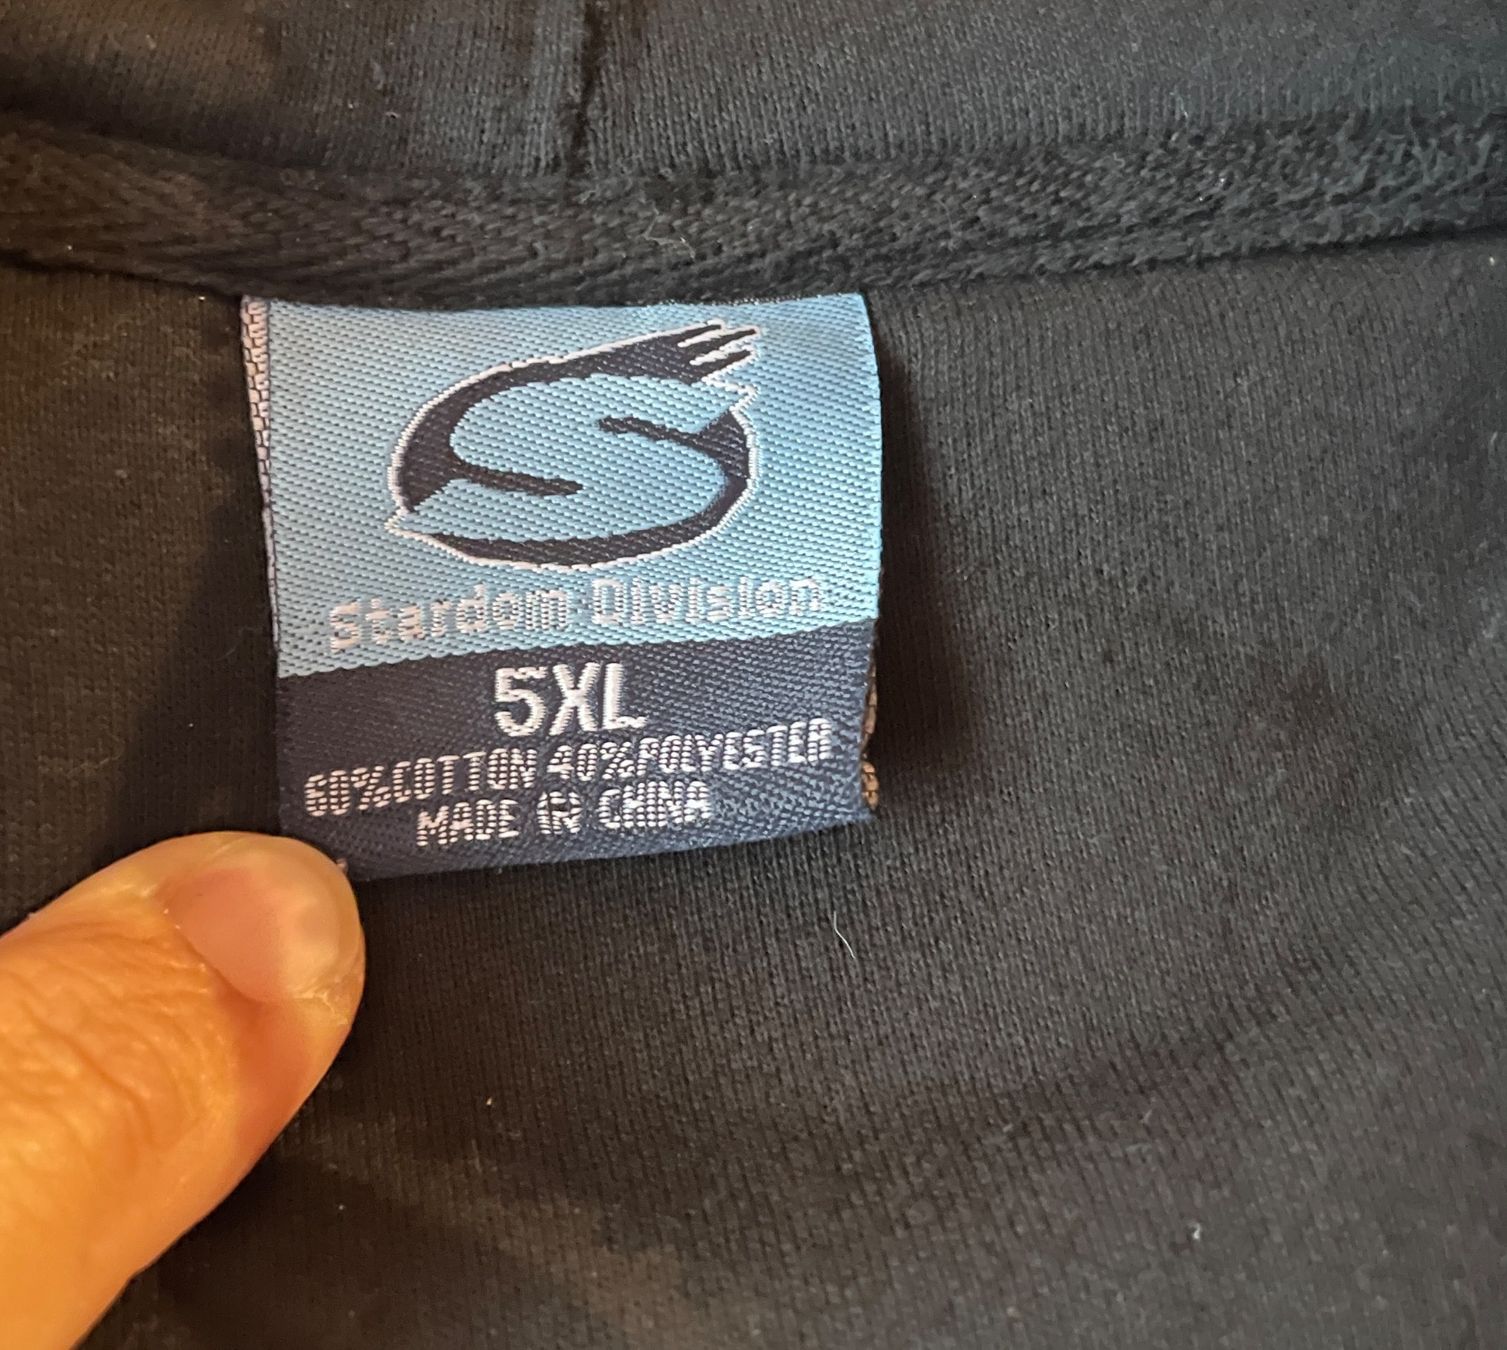 S
Stardom Division
5XL
60%COTTON 40%POLYESTER
MADE IN CHINA